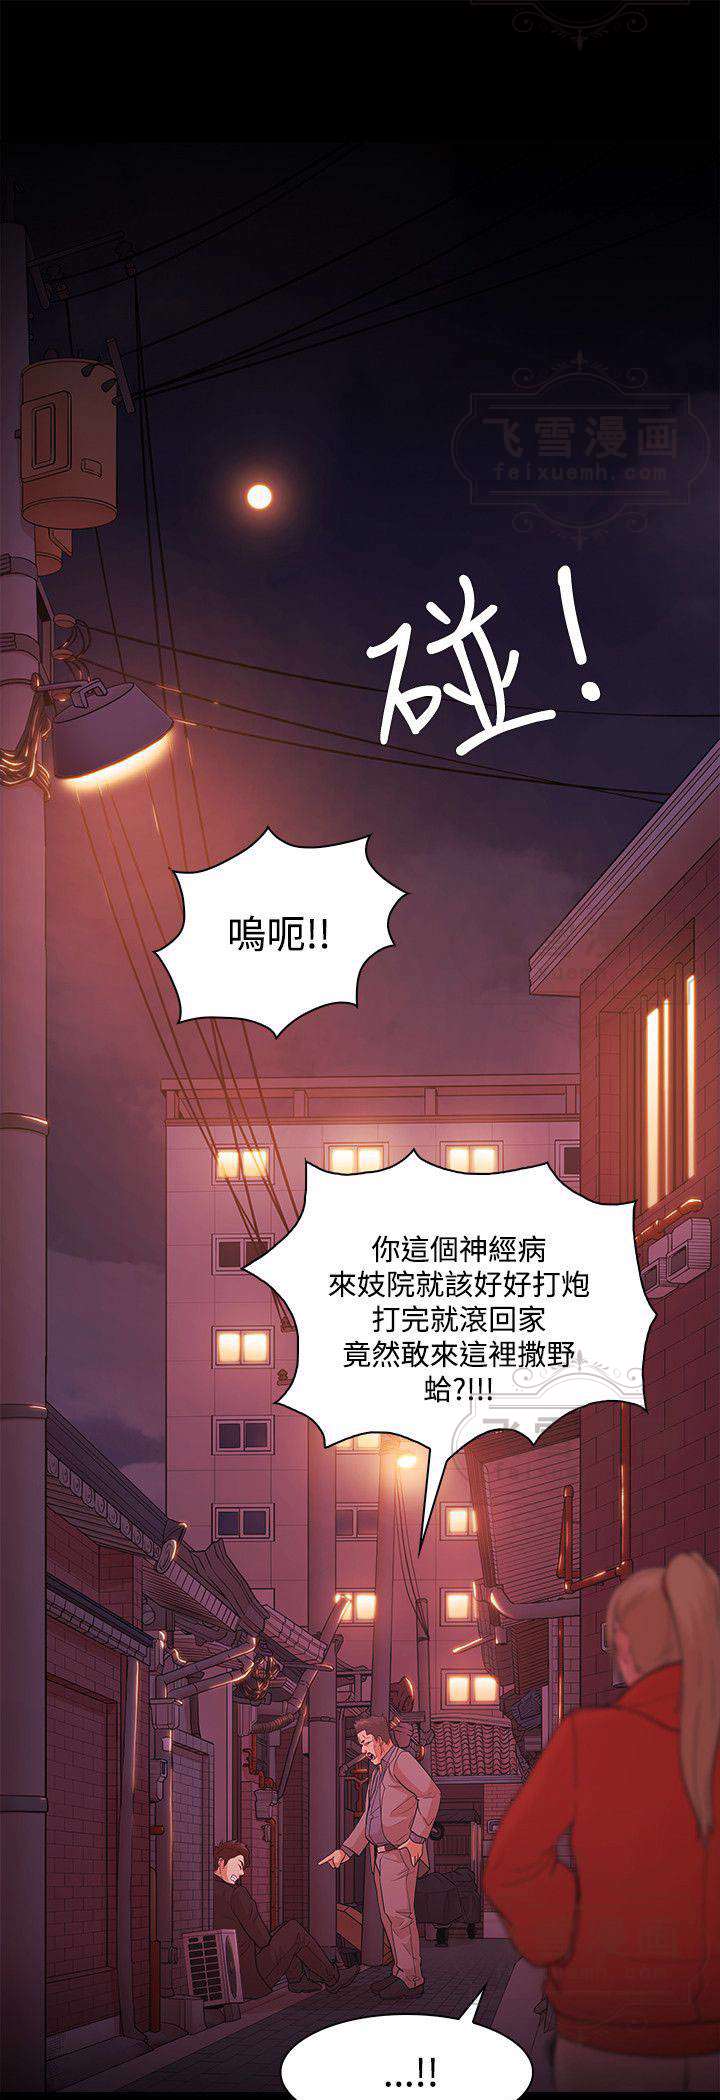 飞雪漫画
feixuemh.com
碰!
嗚呃!!
你這個神經病
來妓院就該好好打炮
打完就滾回家
竟然敢來這裡撒野
蛤?!!!
...!!